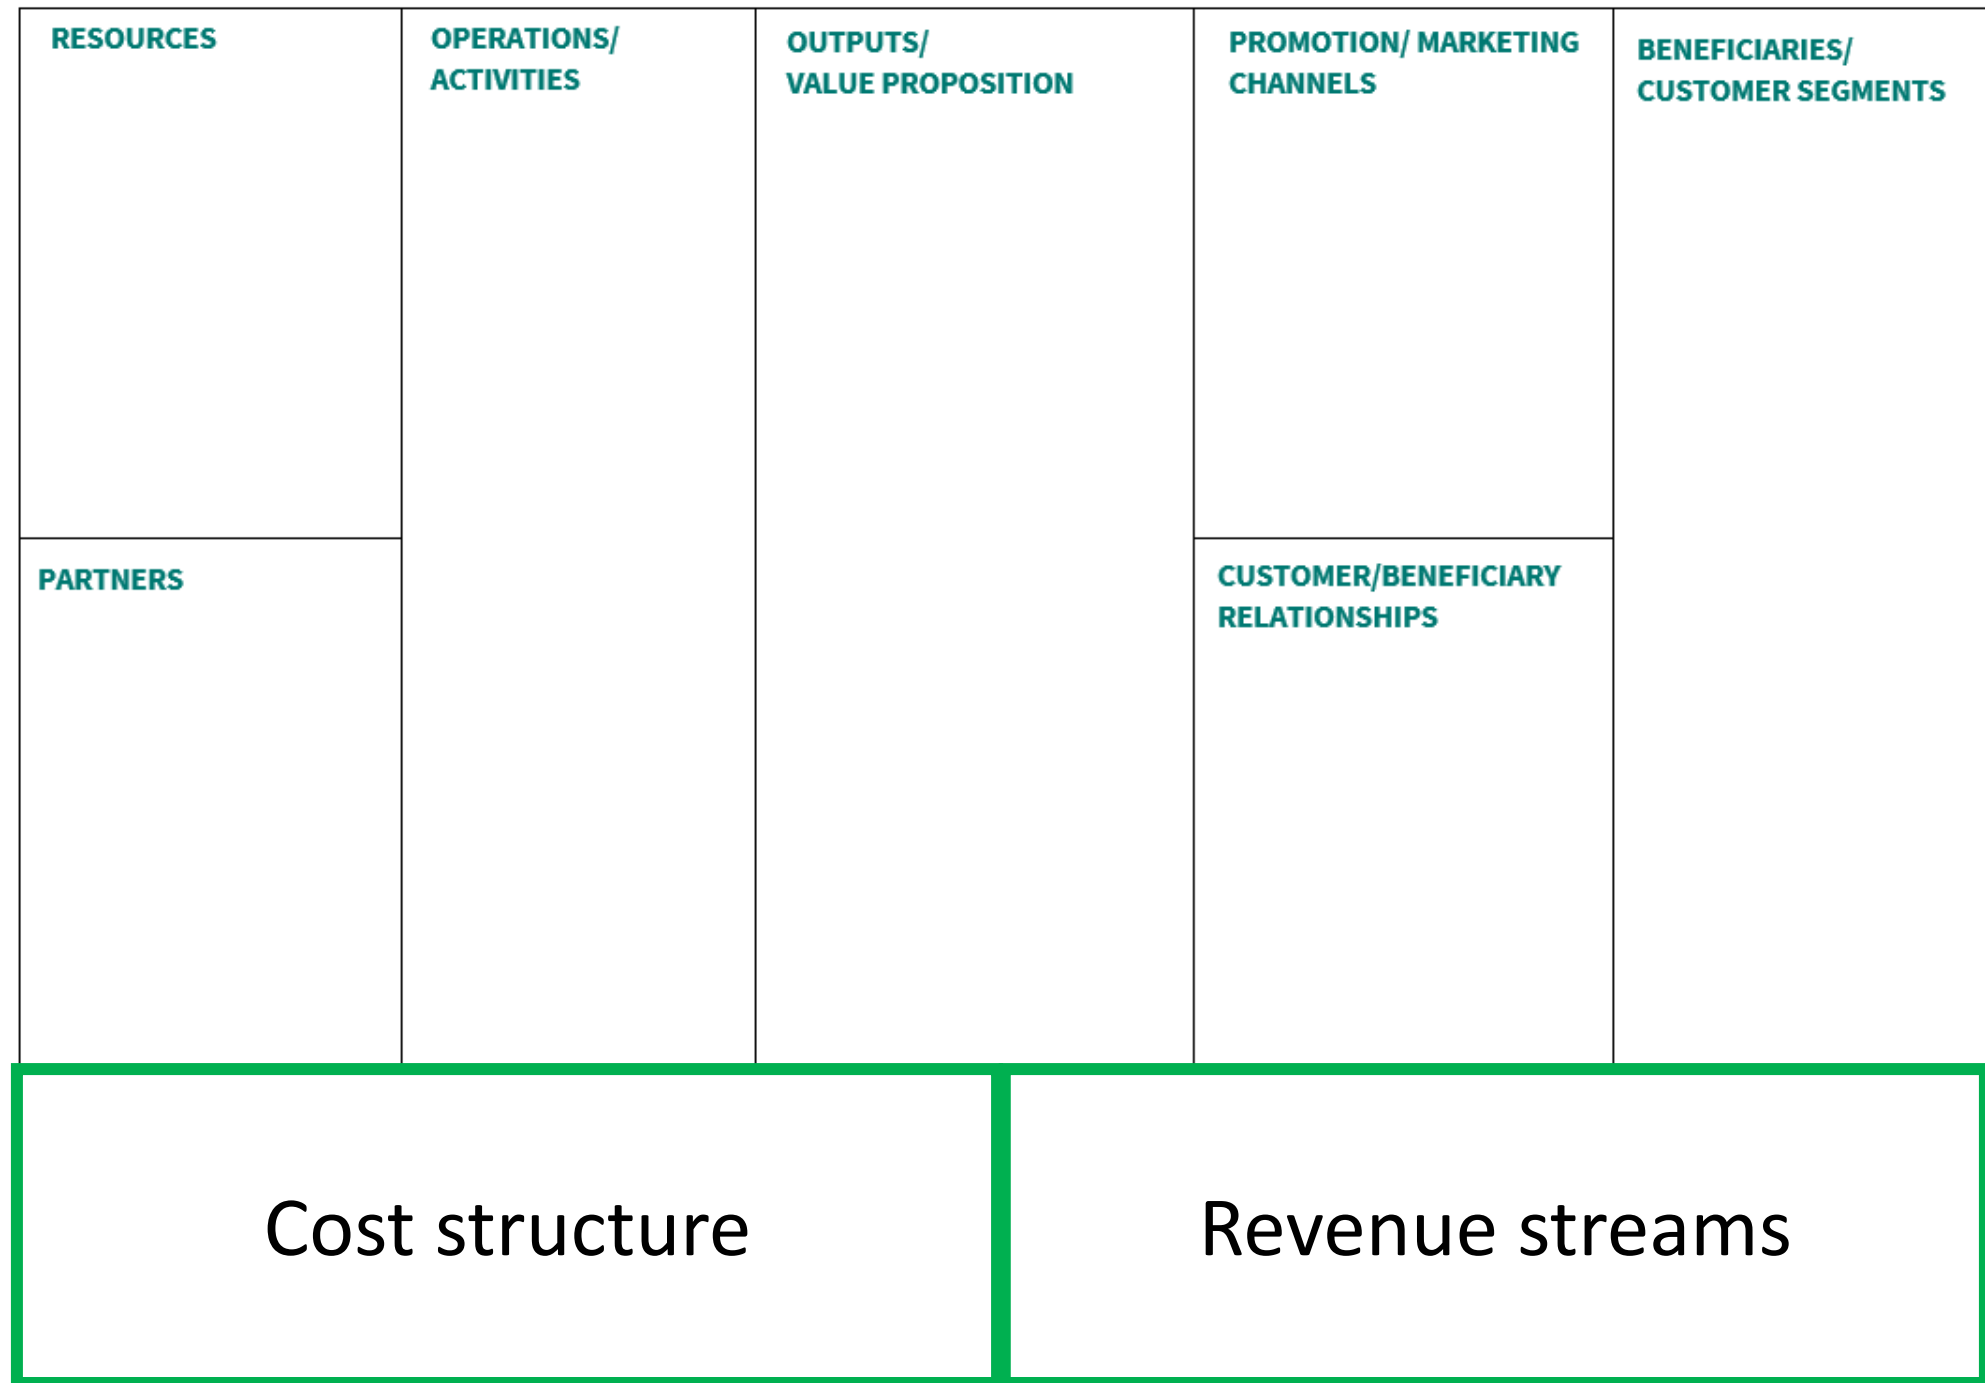 RESOURCES
OPERATIONS/
ACTIVITIES
OUTPUTS/
VALUE PROPOSITION
PROMOTION/ MARKETING
CHANNELS
BENEFICIARIES/
CUSTOMER SEGMENTS
PARTNERS
CUSTOMER/BENEFICIARY
RELATIONSHIPS
Cost structure
Revenue streams